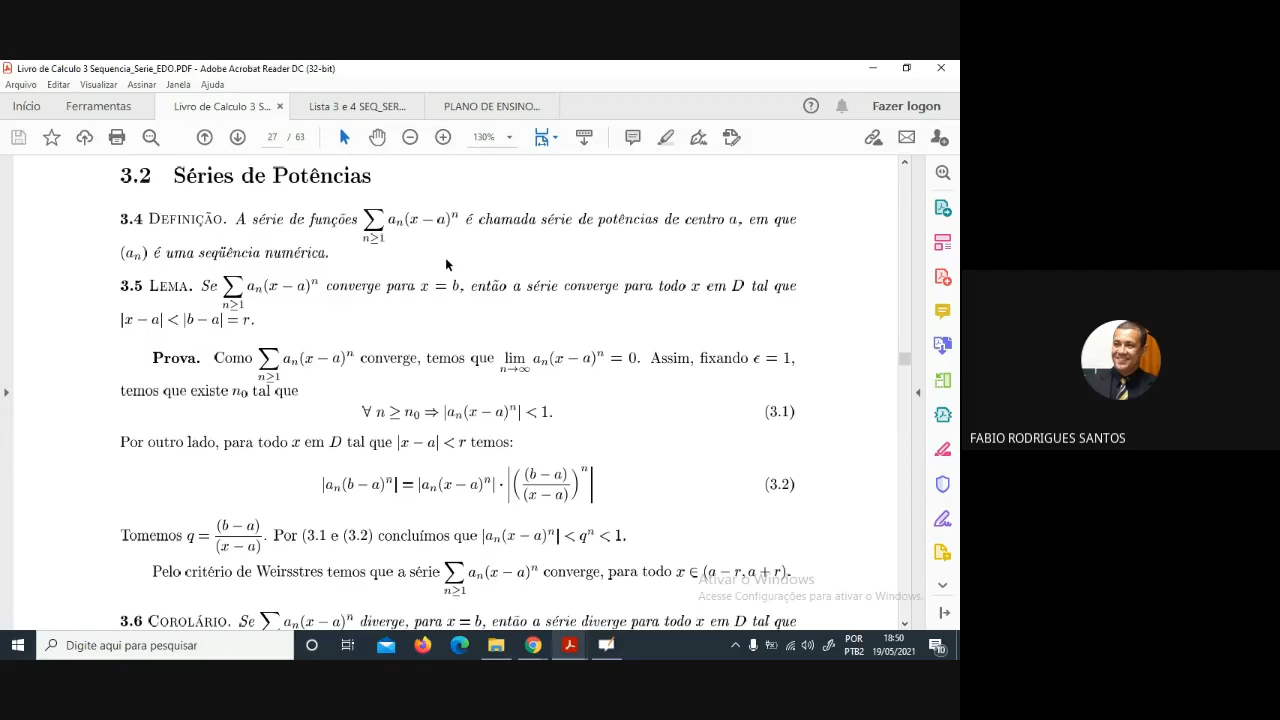 Livro de Calculo 3 Sequencia_Serie_EDO.PDF - Adobe Acrobat Reader DC (32-bit)
Arquivo Editar Visualizar Assinar Janela Ajuda
Início Ferramentas Livro de Calculo 3 S... × Lista 3 e 4 SEQ_SER... PLANO DE ENSINO... Fazer logon
27 / 63 130%
3.2 Séries de Potências
3.4 Definição. A série de funções ∑_{n≥1} a_n(x − a)^n é chamada série de potências de centro a, em que
(a_n) é uma seqüência numérica.
3.5 Lema. Se ∑_{n≥1} a_n(x − a)^n converge para x = b, então a série converge para todo x em D tal que
|x − a| < |b − a| = r.
Prova. Como ∑_{n≥1} a_n(x − a)^n converge, temos que lim_{n→∞} a_n(x − a)^n = 0. Assim, fixando ϵ = 1,
temos que existe n_0 tal que
∀ n ≥ n_0 ⇒ |a_n(x − a)^n| < 1. (3.1)
Por outro lado, para todo x em D tal que |x − a| < r temos:
|a_n(b − a)^n| = |a_n(x − a)^n| · |((b − a)/(x − a))^n| (3.2)
Tomemos q = (b − a)/(x − a). Por (3.1 e (3.2) concluímos que |a_n(x − a)^n| < q^n < 1.
Pelo critério de Weirsstres temos que a série ∑_{n≥1} a_n(x − a)^n converge, para todo x ∈ (a − r, a + r).
Ativar o Windows
Acesse Configurações para ativar o Windows.
3.6 Corolário. Se ∑ a_n(x − a)^n diverge, para x = b, então a série diverge para todo x em D tal que
Digite aqui para pesquisar
POR
PTB2
18:50
19/05/2021
10
FABIO RODRIGUES SANTOS